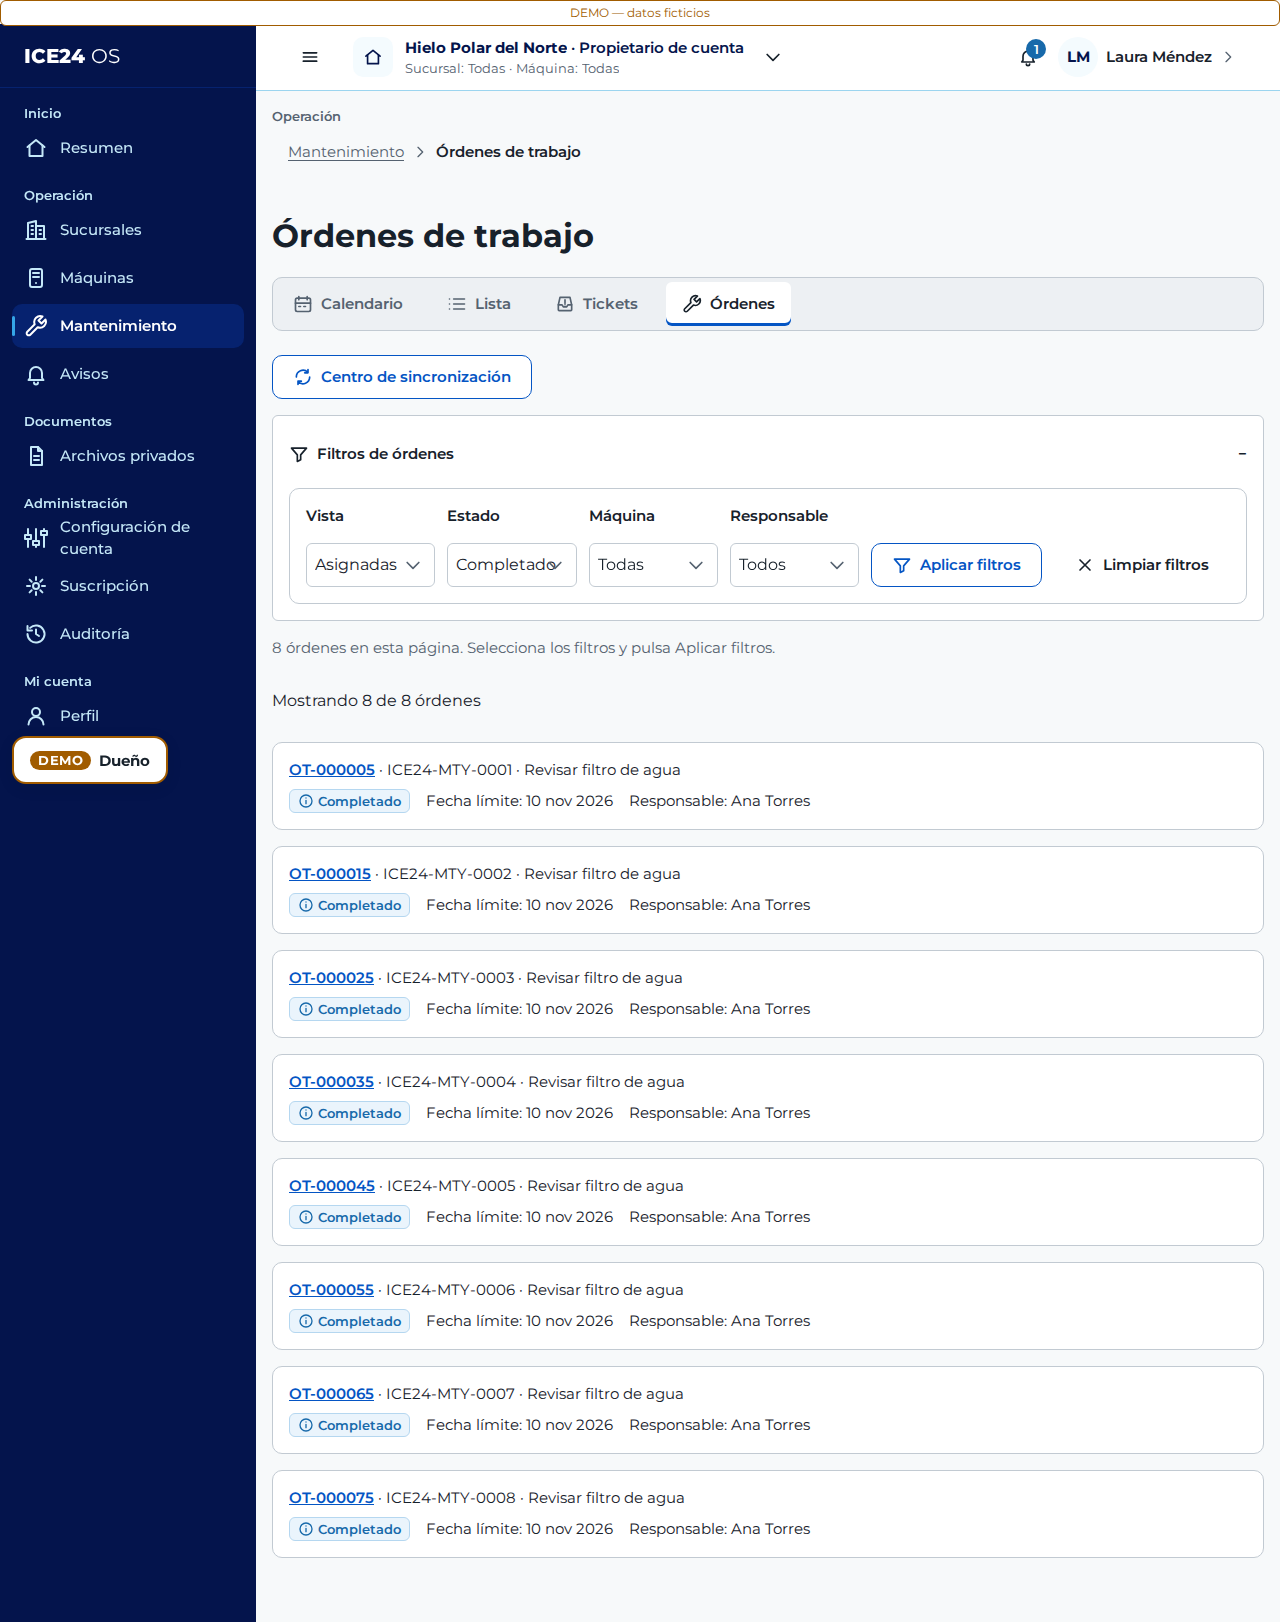 DEMO — datos ficticios
ICE24 OS
Hielo Polar del Norte · Propietario de cuenta
Sucursal: Todas · Máquina: Todas
1
LM Laura Méndez
Inicio
Resumen
Operación
Sucursales
Máquinas
Mantenimiento
Avisos
Documentos
Archivos privados
Administración
Configuración de
cuenta
Suscripción
Auditoría
Mi cuenta
Perfil
DEMO Dueño
Operación
Mantenimiento > Órdenes de trabajo
Órdenes de trabajo
Calendario Lista Tickets Órdenes
Centro de sincronización
Filtros de órdenes −
Vista Estado Máquina Responsable
Asignadas Completado Todas Todos Aplicar filtros Limpiar filtros
8 órdenes en esta página. Selecciona los filtros y pulsa Aplicar filtros.
Mostrando 8 de 8 órdenes
OT-000005 · ICE24-MTY-0001 · Revisar filtro de agua
Completado Fecha límite: 10 nov 2026 Responsable: Ana Torres
OT-000015 · ICE24-MTY-0002 · Revisar filtro de agua
Completado Fecha límite: 10 nov 2026 Responsable: Ana Torres
OT-000025 · ICE24-MTY-0003 · Revisar filtro de agua
Completado Fecha límite: 10 nov 2026 Responsable: Ana Torres
OT-000035 · ICE24-MTY-0004 · Revisar filtro de agua
Completado Fecha límite: 10 nov 2026 Responsable: Ana Torres
OT-000045 · ICE24-MTY-0005 · Revisar filtro de agua
Completado Fecha límite: 10 nov 2026 Responsable: Ana Torres
OT-000055 · ICE24-MTY-0006 · Revisar filtro de agua
Completado Fecha límite: 10 nov 2026 Responsable: Ana Torres
OT-000065 · ICE24-MTY-0007 · Revisar filtro de agua
Completado Fecha límite: 10 nov 2026 Responsable: Ana Torres
OT-000075 · ICE24-MTY-0008 · Revisar filtro de agua
Completado Fecha límite: 10 nov 2026 Responsable: Ana Torres